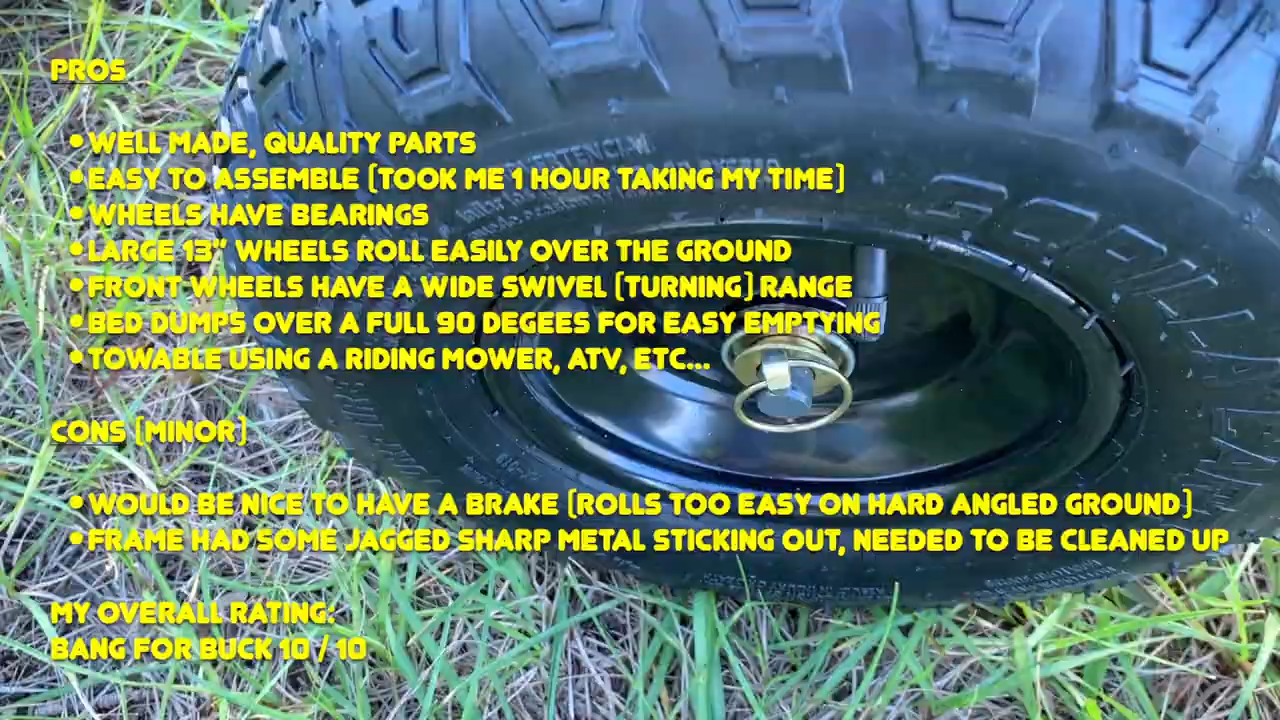 PROS
• WELL MADE, QUALITY PARTS
• EASY TO ASSEMBLE (TOOK ME 1 HOUR TAKING MY TIME)
• WHEELS HAVE BEARINGS
• LARGE 13" WHEELS ROLL EASILY OVER THE GROUND
• FRONT WHEELS HAVE A WIDE SWIVEL (TURNING) RANGE
• BED DUMPS OVER A FULL 90 DEGEES FOR EASY EMPTYING
• TOWABLE USING A RIDING MOWER, ATV, ETC...
CONS (MINOR)
• WOULD BE NICE TO HAVE A BRAKE (ROLLS TOO EASY ON HARD ANGLED GROUND)
• FRAME HAD SOME JAGGED SHARP METAL STICKING OUT, NEEDED TO BE CLEANED UP
MY OVERALL RATING:
BANG FOR BUCK 10 / 10